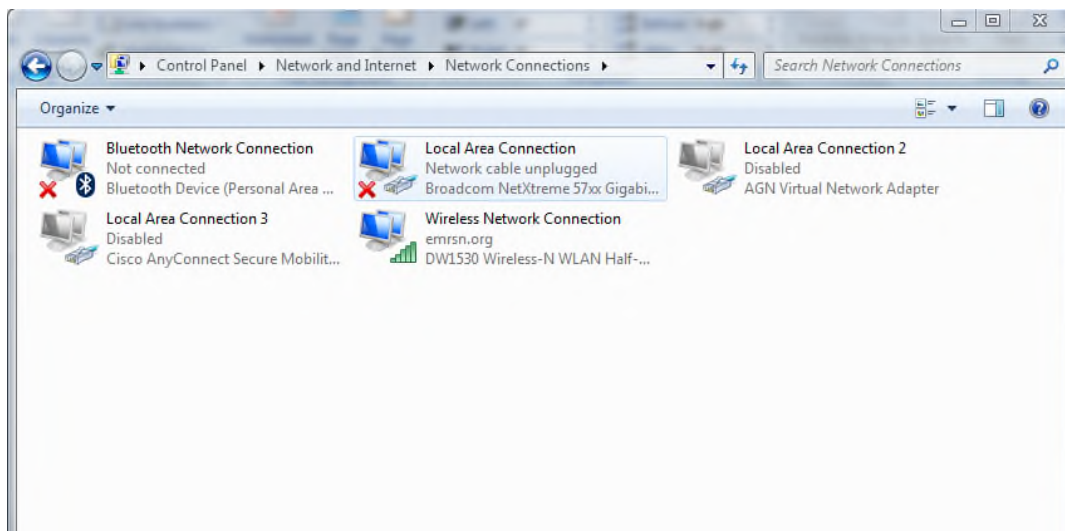 Control Panel ▸ Network and Internet ▸ Network Connections ▸
Search Network Connections
Organize
Bluetooth Network Connection
Not connected
Bluetooth Device (Personal Area ...
Local Area Connection
Network cable unplugged
Broadcom NetXtreme 57xx Gigabi...
Local Area Connection 2
Disabled
AGN Virtual Network Adapter
Local Area Connection 3
Disabled
Cisco AnyConnect Secure Mobilit...
Wireless Network Connection
emrsn.org
DW1530 Wireless-N WLAN Half-...